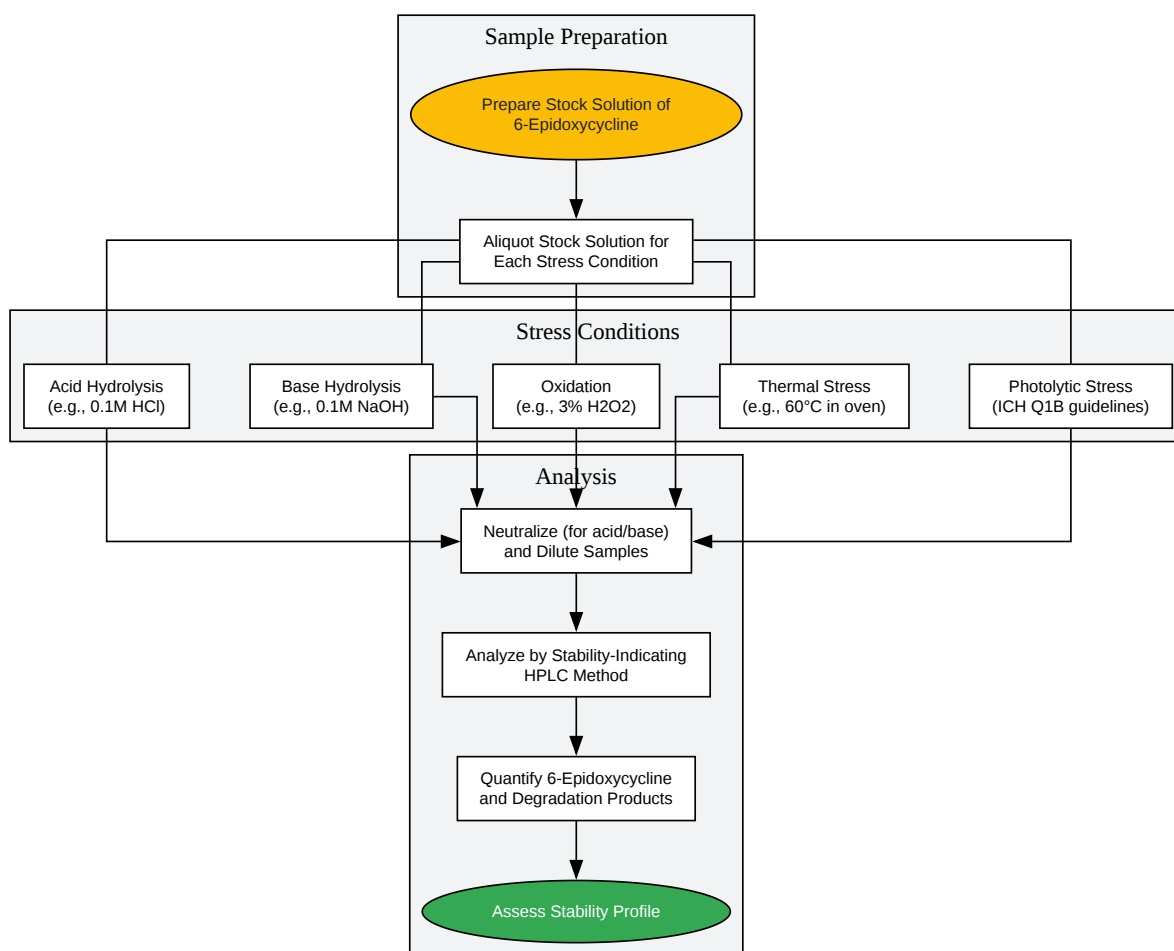 Sample Preparation
Prepare Stock Solution of
6-Epidoxycycline
Aliquot Stock Solution for
Each Stress Condition
Stress Conditions
Acid Hydrolysis
(e.g., 0.1M HCl)
Base Hydrolysis
(e.g., 0.1M NaOH)
Oxidation
(e.g., 3% H2O2)
Thermal Stress
(e.g., 60°C in oven)
Photolytic Stress
(ICH Q1B guidelines)
Analysis
Neutralize (for acid/base)
and Dilute Samples
Analyze by Stability-Indicating
HPLC Method
Quantify 6-Epidoxycycline
and Degradation Products
Assess Stability Profile